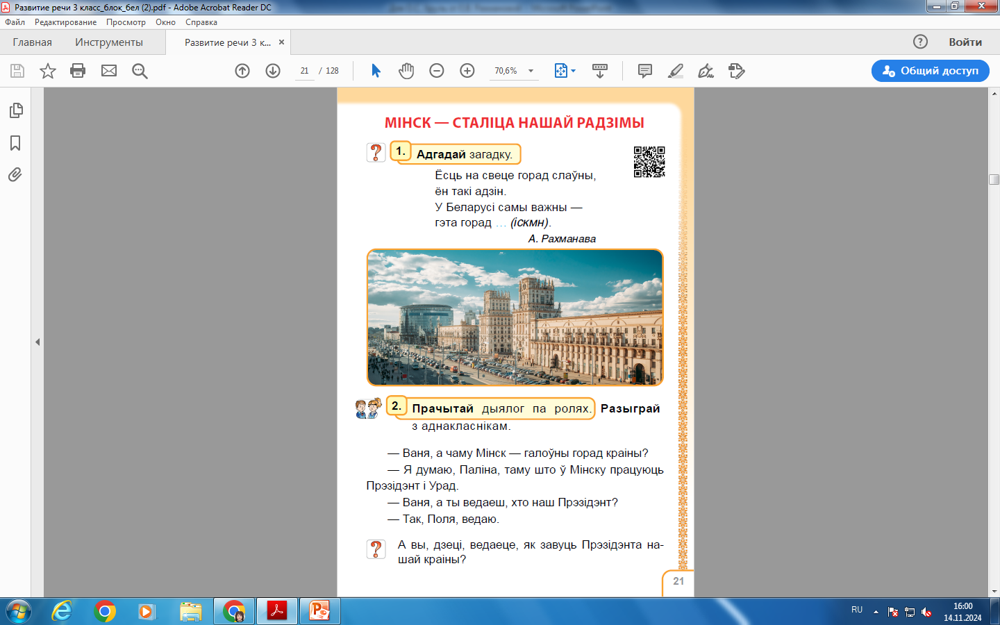 Развитие речи 3 класс_блок_бел (2).pdf - Adobe Acrobat Reader DC
Файл Редактирование Просмотр Окно Справка
Главная Инструменты Развитие речи 3 к... × ? Войти
21 / 128 70,6% Общий доступ
МІНСК — СТАЛІЦА НАШАЙ РАДЗІМЫ
? 1. Адгадай загадку.
Ёсць на свеце горад слаўны,
ён такі адзін.
У Беларусі самы важны —
гэта горад … (іскмн).
А. Рахманава
2. Прачытай дыялог па ролях. Разыграй
з аднакласнікам.
— Ваня, а чаму Мінск — галоўны горад краіны?
— Я думаю, Паліна, таму што ў Мінску працуюць
Прэзідэнт і Урад.
— Ваня, а ты ведаеш, хто наш Прэзідэнт?
— Так, Поля, ведаю.
? А вы, дзеці, ведаеце, як завуць Прэзідэнта на-
шай краіны?
21
RU 16:00
14.11.2024